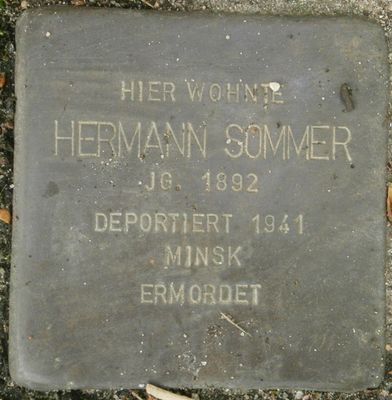 HIER WOHNTE
HERMANN SOMMER
JG. 1892
DEPORTIERT 1941
MINSK
ERMORDET